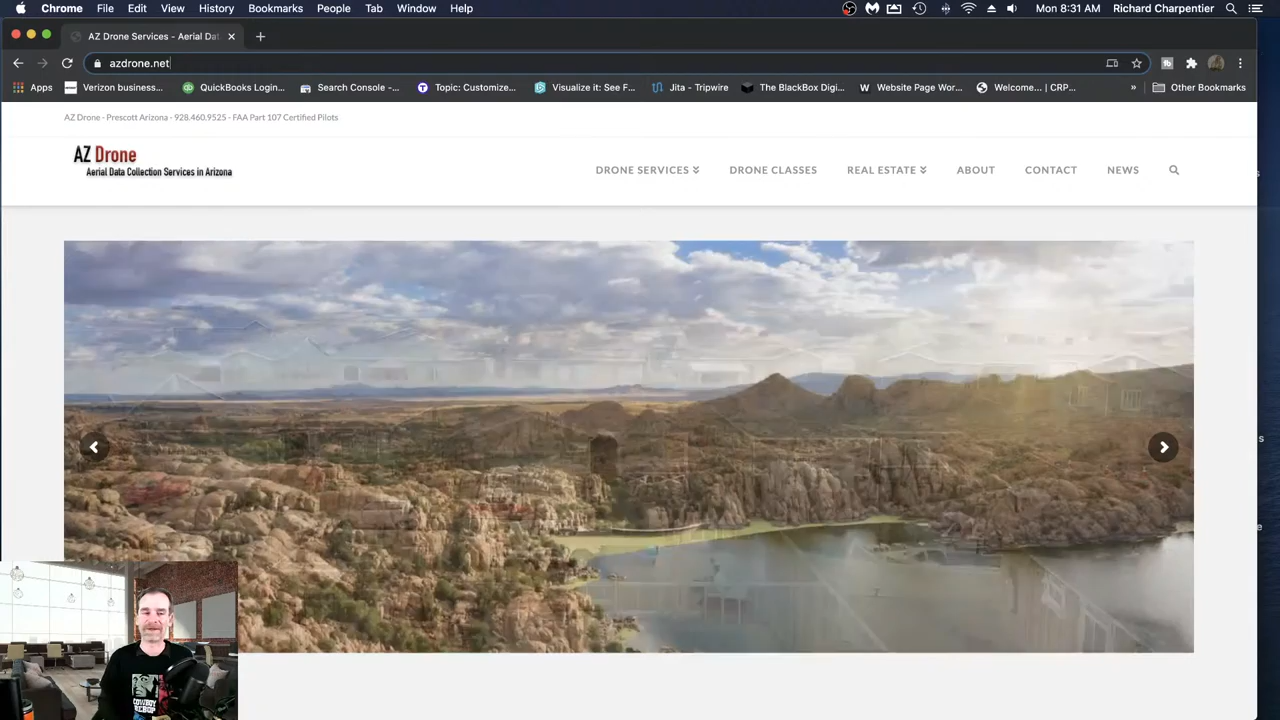 Chrome File Edit View History Bookmarks People Tab Window Help Mon 8:31 AM Richard Charpentier
AZ Drone Services - Aerial Dat
azdrone.net
Apps Verizon business... QuickBooks Login... Search Console -... Topic: Customize... Visualize it: See F... Jita - Tripwire The BlackBox Digi... Website Page Wor... Welcome... | CRP... » Other Bookmarks
AZ Drone - Prescott Arizona - 928.460.9525 - FAA Part 107 Certified Pilots
AZ Drone
Aerial Data Collection Services in Arizona
DRONE SERVICES DRONE CLASSES REAL ESTATE ABOUT CONTACT NEWS
COWBOY
BEBOP